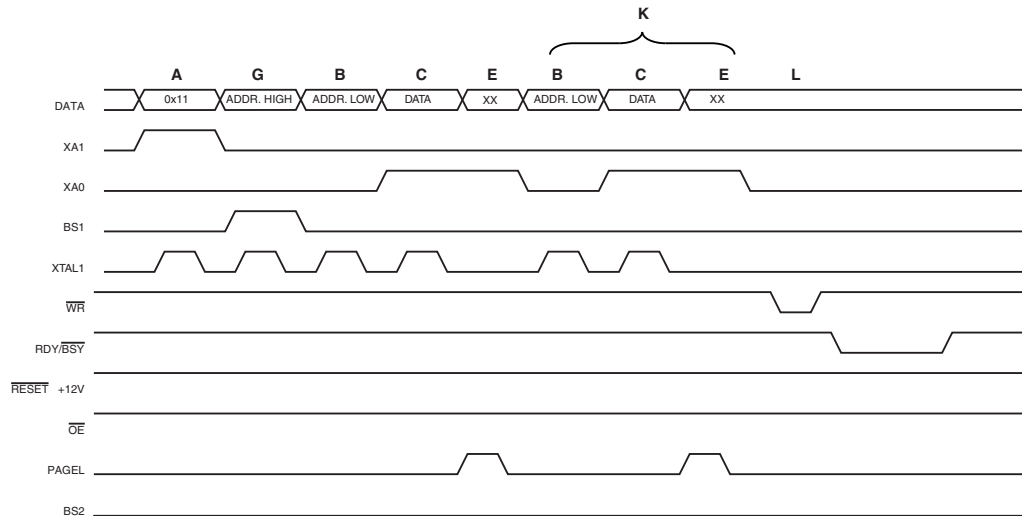 K
A G B C E B C E L
DATA 0x11 ADDR. HIGH ADDR. LOW DATA XX ADDR. LOW DATA XX
XA1
XA0
BS1
XTAL1
WR
RDY/BSY
RESET +12V
OE
PAGEL
BS2